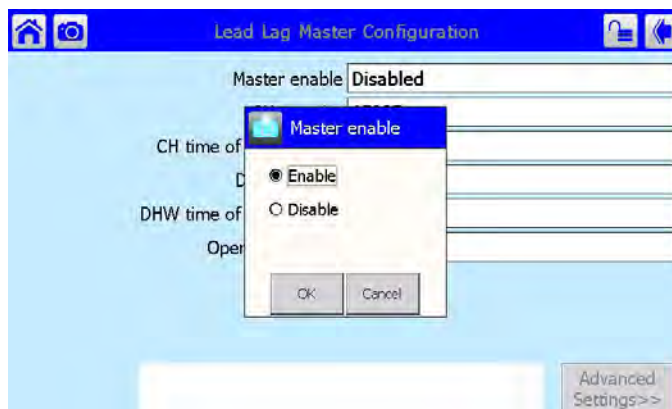 Lead Lag Master Configuration
Master enable Disabled
Master enable
CH time of
Enable
DHW time of
Disable
Oper
OK Cancel
Advanced
Settings>>